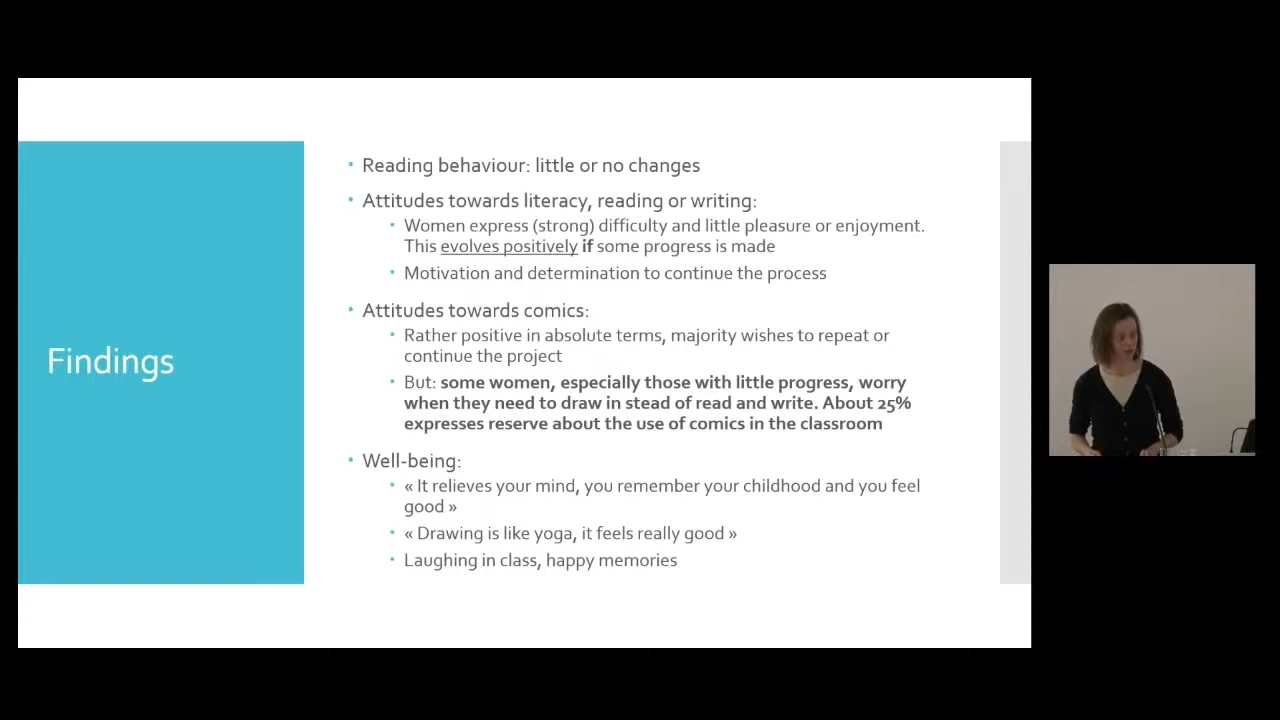 Findings
Reading behaviour: little or no changes
Attitudes towards literacy, reading or writing:
Women express (strong) difficulty and little pleasure or enjoyment.
This evolves positively if some progress is made
Motivation and determination to continue the process
Attitudes towards comics:
Rather positive in absolute terms, majority wishes to repeat or
continue the project
But: some women, especially those with little progress, worry
when they need to draw in stead of read and write. About 25%
expresses reserve about the use of comics in the classroom
Well-being:
« It relieves your mind, you remember your childhood and you feel
good »
« Drawing is like yoga, it feels really good »
Laughing in class, happy memories